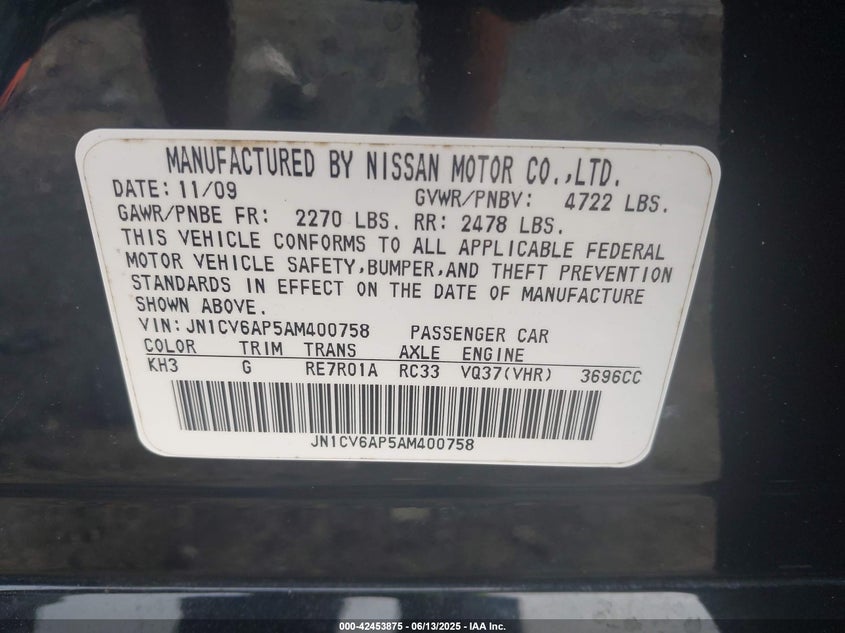 MANUFACTURED BY NISSAN MOTOR CO.,LTD.
DATE: 11/09 GVWR/PNBV: 4722 LBS.
GAWR/PNBE FR: 2270 LBS. RR: 2478 LBS.
THIS VEHICLE CONFORMS TO ALL APPLICABLE FEDERAL
MOTOR VEHICLE SAFETY,BUMPER,AND THEFT PREVENTION
STANDARDS IN EFFECT ON THE DATE OF MANUFACTURE
SHOWN ABOVE.
VIN:JN1CV6AP5AM400758 PASSENGER CAR
COLOR TRIM TRANS AXLE ENGINE
KH3 G RE7R01A RC33 VQ37(VHR) 3696CC
JN1CV6AP5AM400758
000-42453875 - 06/13/2025 - IAA Inc.